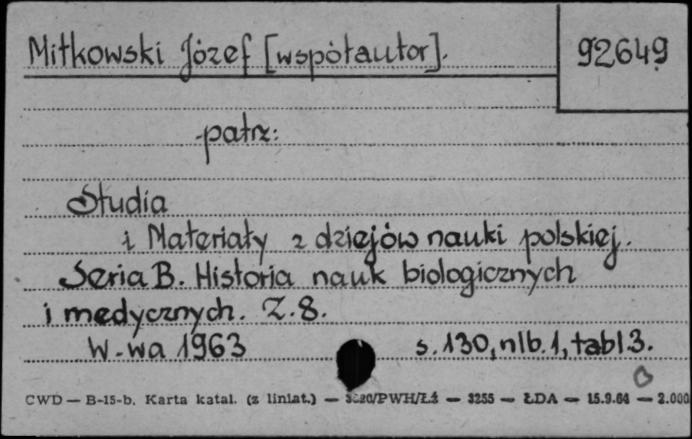 Mitkowski Józef [współautor].
92649
patrz:
Studia
i Materiały z dziejów nauki polskiej.
Seria B. Historia nauk biologicznych
i medycznych. Z.8.
W-wa 1963 s.130, nlb.1, tabl 3.
CWD — B-15-b. Karta katal. (z liniat.) — /PWH/Łź — 3255 — ŁDA — 15.9.64 — 2.000